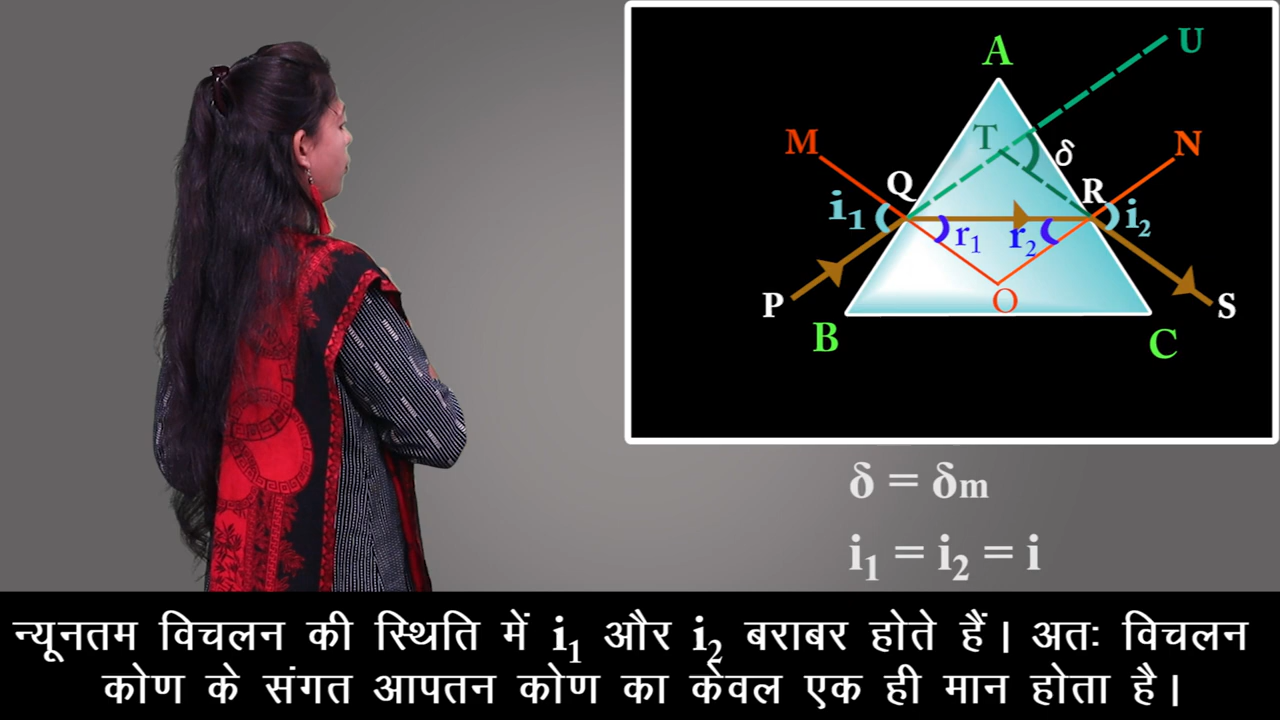 A
U
T
δ
M
N
Q
R
i₁
i₂
r₁
r₂
P
O
S
B
C
δ = δm
i₁ = i₂ = i
न्यूनतम विचलन की स्थिति में i₁ और i₂ बराबर होते हैं। अतः विचलन
कोण के संगत आपतन कोण का केवल एक ही मान होता है।